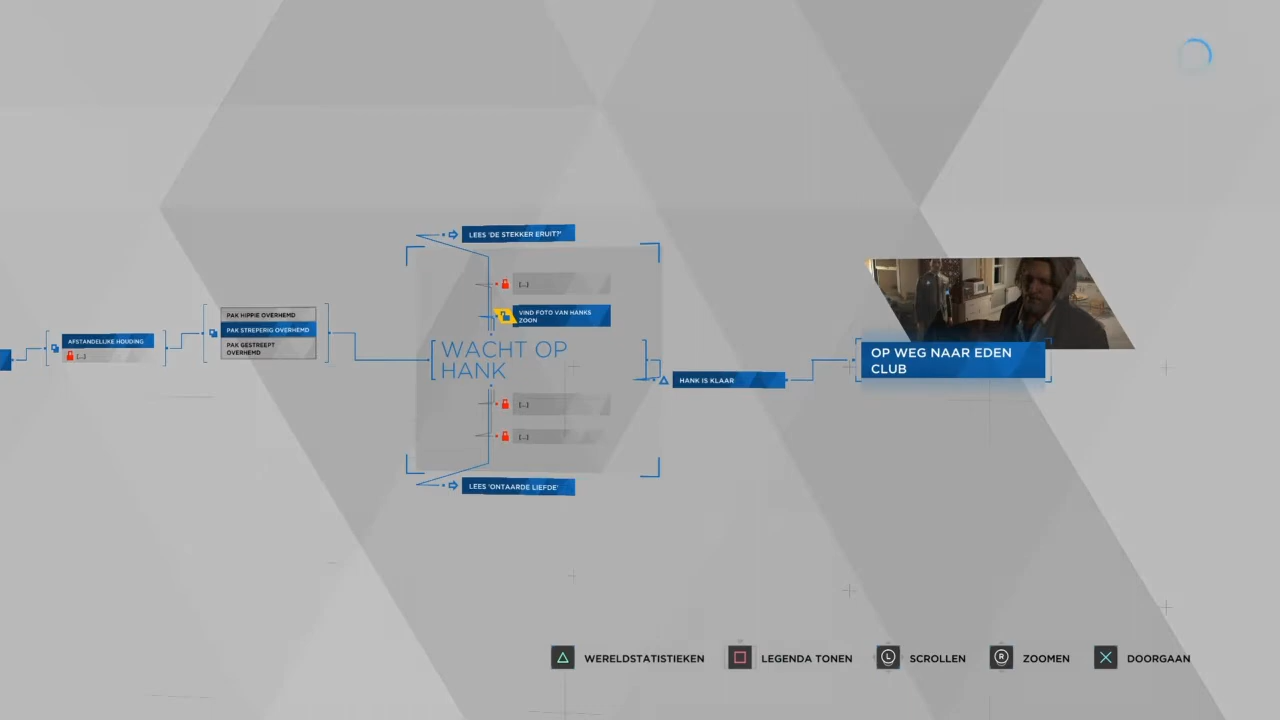 LEES 'DE STEKKER ERUIT?'
[...]
VIND FOTO VAN HANKS
ZOON
PAK HIPPIE OVERHEMD
PAK STREPERIG OVERHEMD
PAK GESTREEPT
OVERHEMD
AFSTANDELIJKE HOUDING
[...]
WACHT OP
HANK
HANK IS KLAAR
OP WEG NAAR EDEN
CLUB
[...]
[...]
LEES 'ONTAARDE LIEFDE'
WERELDSTATISTIEKEN
LEGENDA TONEN
L
SCROLLEN
R
ZOOMEN
DOORGAAN